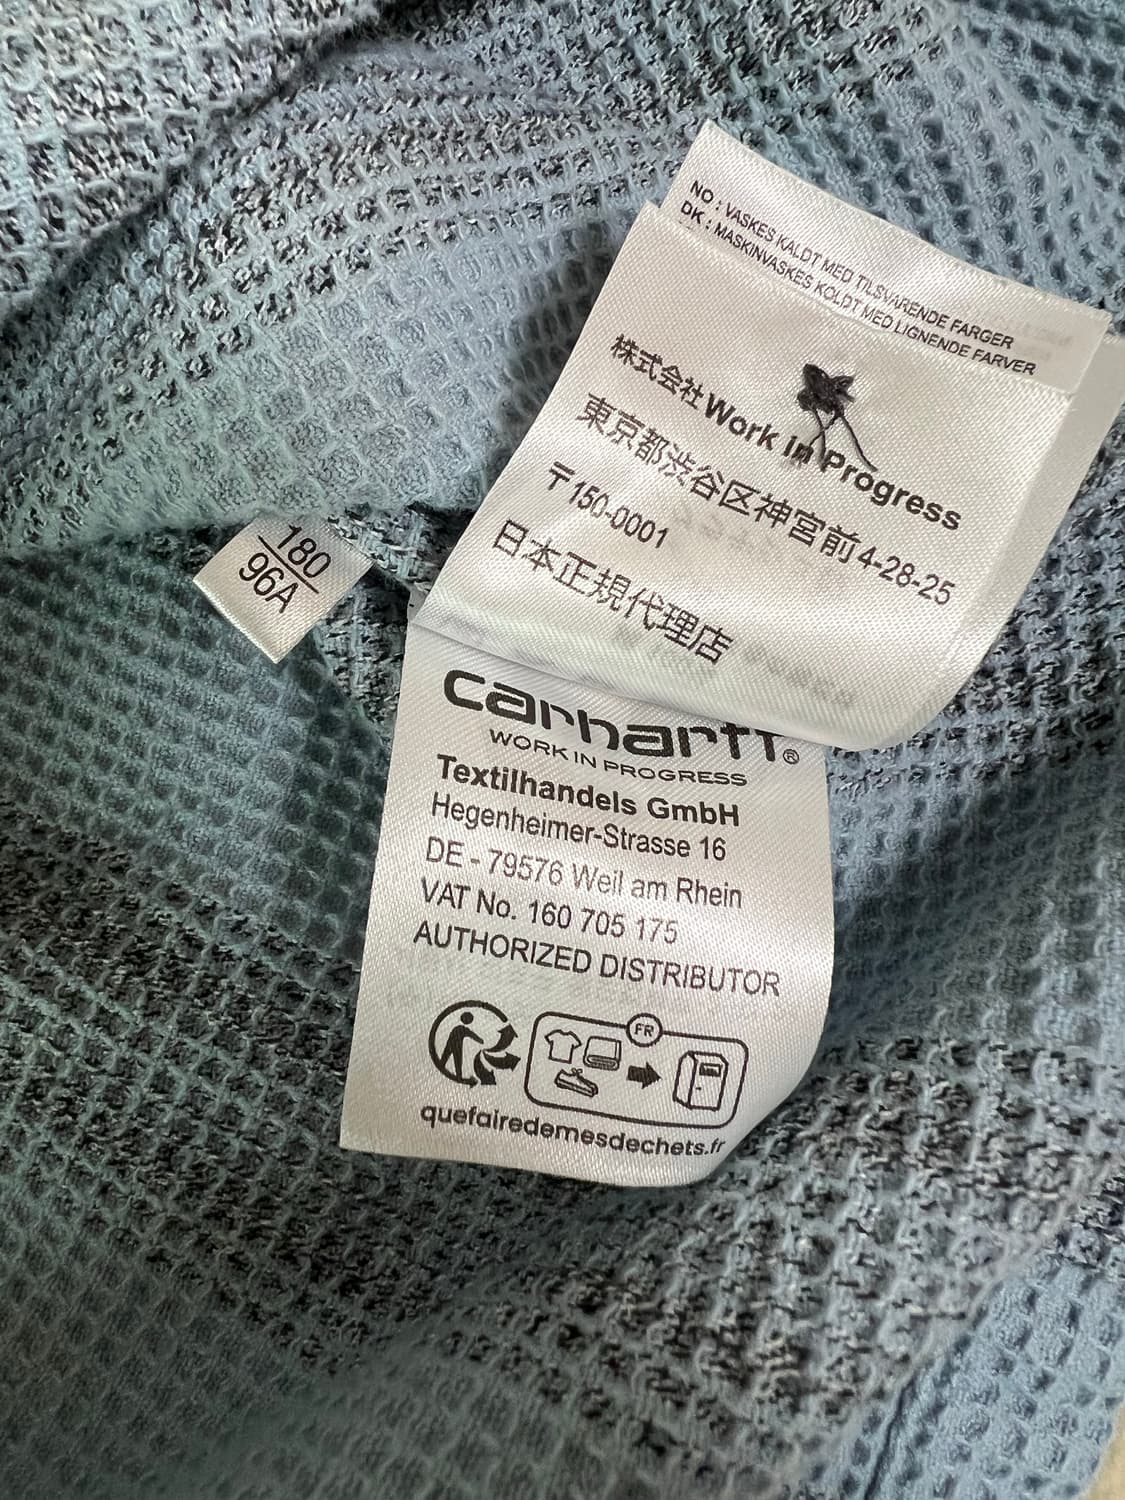 NO : VASKES KALDT MED TILSVARENDE FARGER
DK : MASKINVASKES KOLDT MED LIGNENDE FARVER
株式会社Work in Progress
東京都渋谷区神宮前4-28-25
〒150-0001
日本正規代理店
180
96A
carhartt®
WORK IN PROGRESS
Textilhandels GmbH
Hegenheimer-Strasse 16
DE - 79576 Weil am Rhein
VAT No. 160 705 175
AUTHORIZED DISTRIBUTOR
FR
quefairedemesdechets.fr